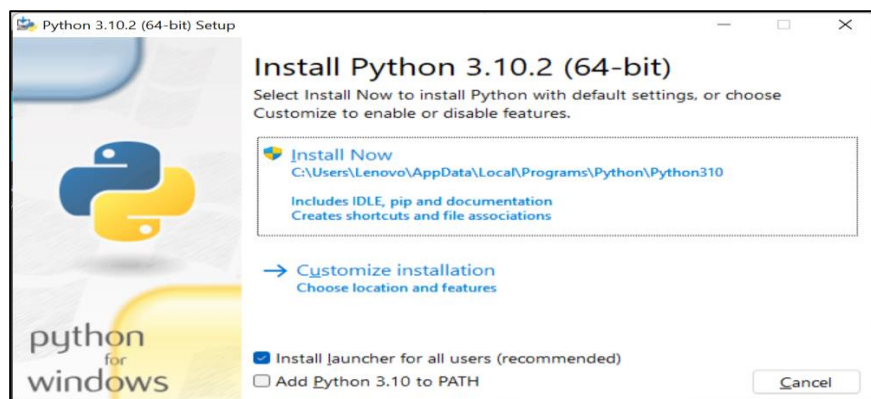 Python 3.10.2 (64-bit) Setup
Install Python 3.10.2 (64-bit)
Select Install Now to install Python with default settings, or choose
Customize to enable or disable features.
Install Now
C:\Users\Lenovo\AppData\Local\Programs\Python\Python310
Includes IDLE, pip and documentation
Creates shortcuts and file associations
Customize installation
Choose location and features
python
for
windows
Install launcher for all users (recommended)
Add Python 3.10 to PATH
Cancel